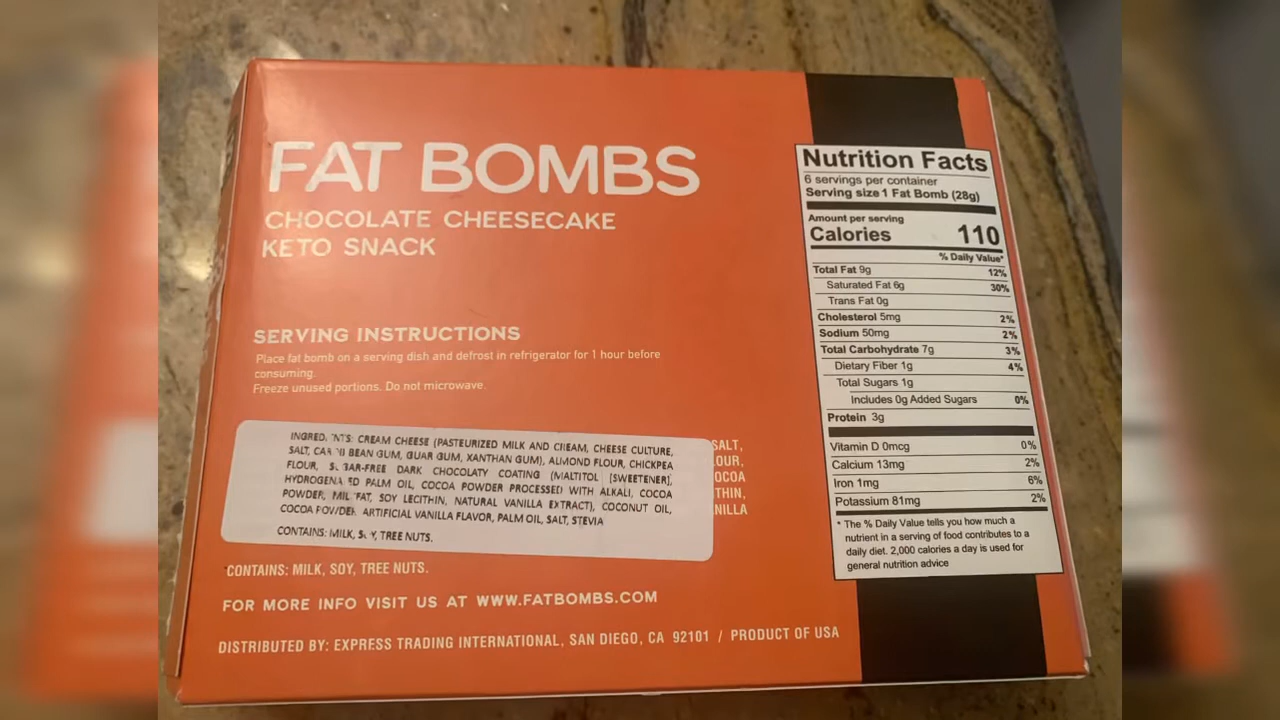 FAT BOMBS
CHOCOLATE CHEESECAKE
KETO SNACK
SERVING INSTRUCTIONS
Place fat bomb on a serving dish and defrost in refrigerator for 1 hour before
consuming.
Freeze unused portions. Do not microwave.
CREAM CHEESE (PASTEURIZED MILK AND CREAM, CHEESE CULTURE,
SALT, BEAN GUM, GUAR GUM, XANTHAN GUM), ALMOND FLOUR, CHICKPEA
FLOUR, DARK CHOCOLATY COATING (MALTITOL [SWEETENER],
PALM OIL, COCOA POWDER PROCESSED WITH ALKALI, COCOA
POWDER, FAT, SOY LECITHIN, NATURAL VANILLA EXTRACT), COCONUT OIL,
COCOA ARTIFICIAL VANILLA FLAVOR, PALM OIL, SALT, STEVIA
CONTAINS: MILK, TREE NUTS.
SALT,
OUR,
OCOA
THIN,
NILLA
*CONTAINS: MILK, SOY, TREE NUTS.
FOR MORE INFO VISIT US AT WWW.FATBOMBS.COM
DISTRIBUTED BY: EXPRESS TRADING INTERNATIONAL, SAN DIEGO, CA 92101 / PRODUCT OF USA
Nutrition Facts
6 servings per container
Serving size 1 Fat Bomb (28g)
Amount per serving
Calories 110
% Daily Value*
Total Fat 9g 12%
Saturated Fat 6g 30%
Trans Fat 0g
Cholesterol 5mg 2%
Sodium 50mg 2%
Total Carbohydrate 7g 3%
Dietary Fiber 1g 4%
Total Sugars 1g
Includes 0g Added Sugars 0%
Protein 3g
Vitamin D 0mcg 0%
Calcium 13mg 2%
Iron 1mg 6%
Potassium 81mg 2%
* The % Daily Value tells you how much a
nutrient in a serving of food contributes to a
daily diet. 2,000 calories a day is used for
general nutrition advice